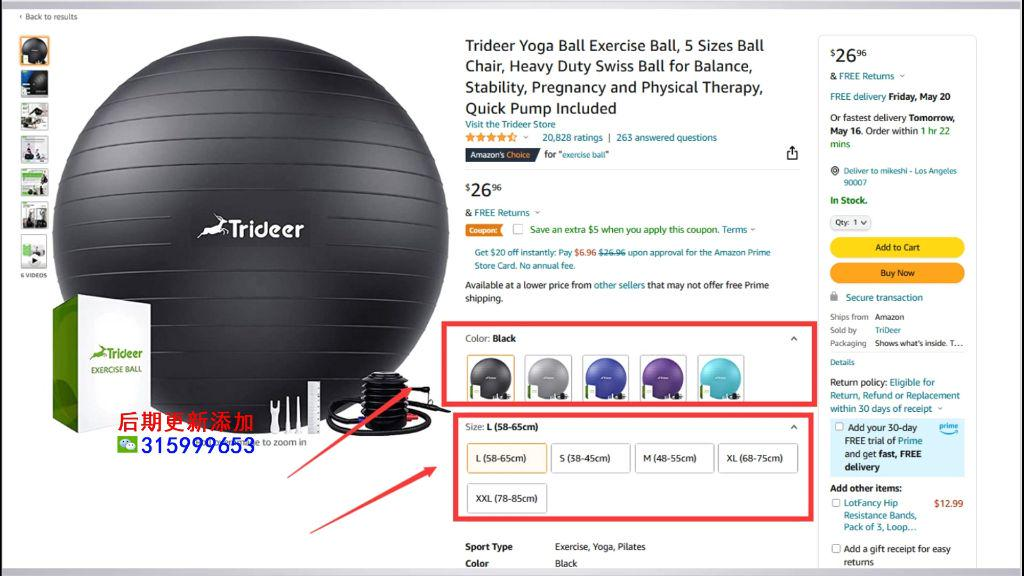 ‹ Back to results
6 VIDEOS
Trideer
Trideer
EXERCISE BALL
后期更新添加
315999653
to zoom in
Trideer Yoga Ball Exercise Ball, 5 Sizes Ball
Chair, Heavy Duty Swiss Ball for Balance,
Stability, Pregnancy and Physical Therapy,
Quick Pump Included
Visit the Trideer Store
20,828 ratings | 263 answered questions
Amazon's Choice for "exercise ball"
$2696
& FREE Returns
Coupon: Save an extra $5 when you apply this coupon. Terms
Get $20 off instantly: Pay $6.96 $26.96 upon approval for the Amazon Prime
Store Card. No annual fee.
Available at a lower price from other sellers that may not offer free Prime
shipping.
Color: Black
Size: L (58-65cm)
L (58-65cm) S (38-45cm) M (48-55cm) XL (68-75cm)
XXL (78-85cm)
Sport Type Exercise, Yoga, Pilates
Color Black
$2696
& FREE Returns
FREE delivery Friday, May 20
Or fastest delivery Tomorrow,
May 16. Order within 1 hr 22
mins
Deliver to mikeshi - Los Angeles
90007
In Stock.
Qty: 1
Add to Cart
Buy Now
Secure transaction
Ships from Amazon
Sold by TriDeer
Packaging Shows what's inside. T…
Details
Return policy: Eligible for
Return, Refund or Replacement
within 30 days of receipt
Add your 30-day prime
FREE trial of Prime
and get fast, FREE
delivery
Add other items:
LotFancy Hip $12.99
Resistance Bands,
Pack of 3, Loop…
Add a gift receipt for easy
returns